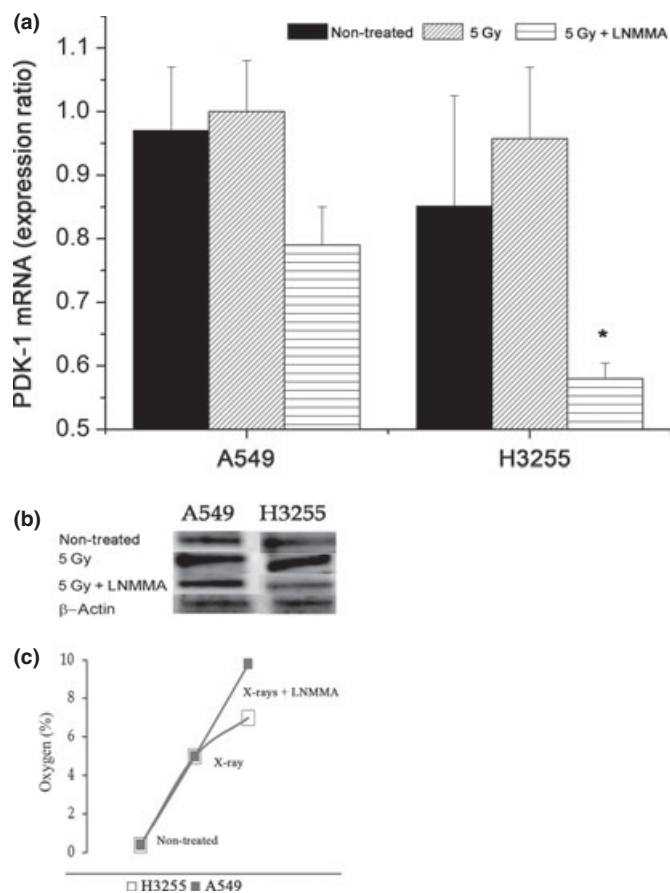 (a)
Non-treated 5 Gy 5 Gy + LNMMA
PDK-1 mRNA (expression ratio)
1.1
1.0
0.9
0.8
0.7
0.6
0.5
*
A549 H3255
(b)
A549 H3255
Non-treated
5 Gy
5 Gy + LNMMA
β–Actin
(c)
Oxygen (%)
10
8
6
4
2
0
X-rays + LNMMA
X-ray
Non-treated
H3255 A549